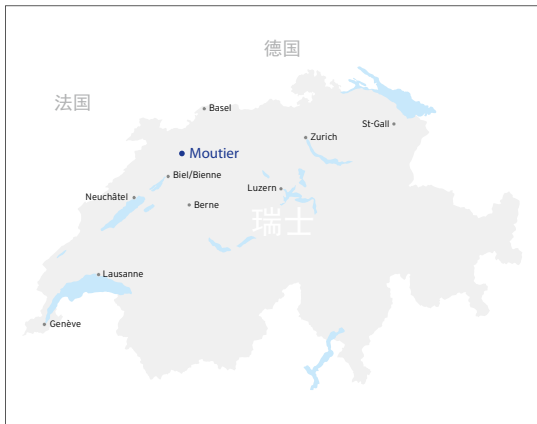 德国
法国
Basel
St-Gall
Zurich
Moutier
Biel/Bienne
Luzern
Neuchâtel
Berne
瑞士
Lausanne
Genève